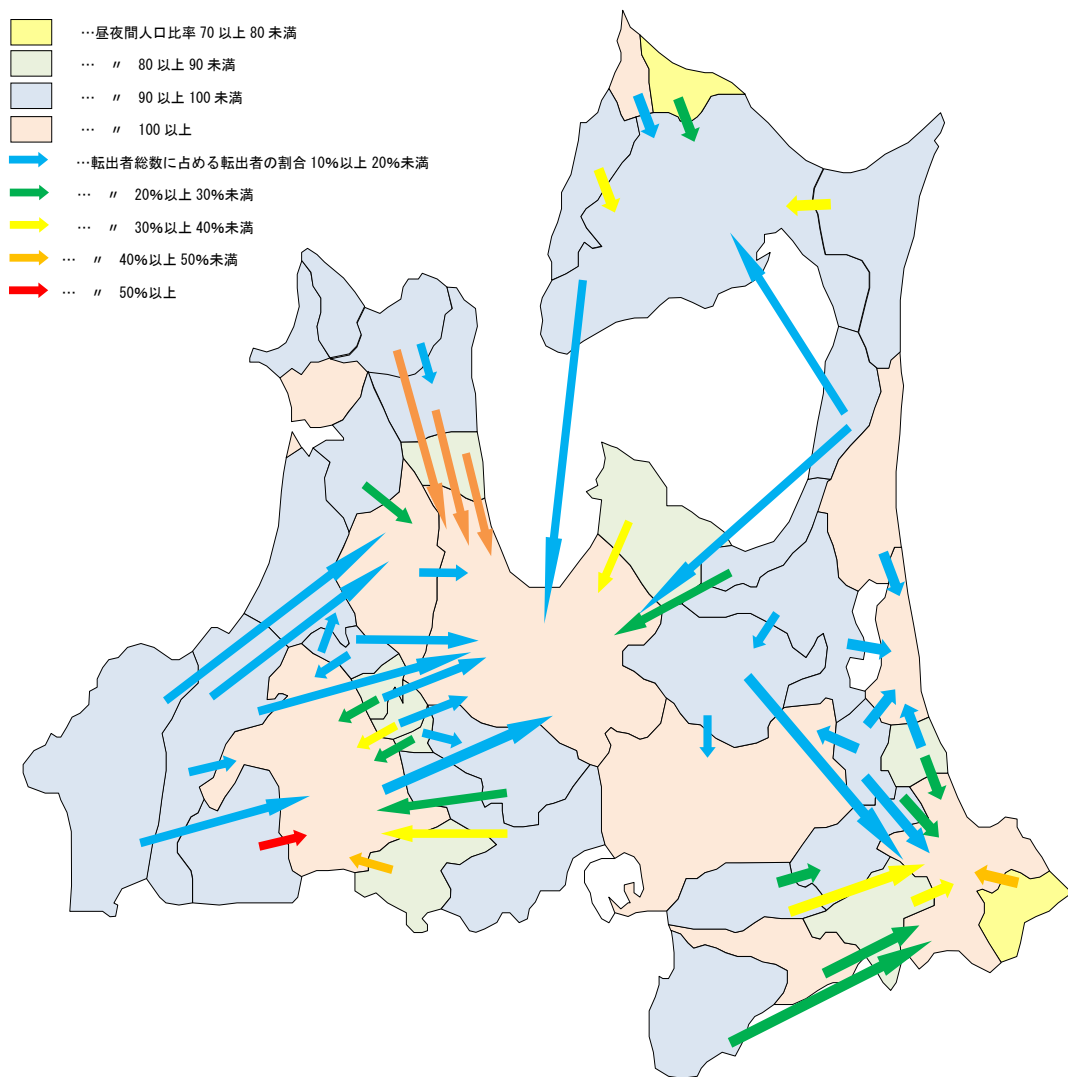 …昼夜間人口比率 70 以上 80 未満
… 〃 80 以上 90 未満
… 〃 90 以上 100 未満
… 〃 100 以上
…転出者総数に占める転出者の割合 10%以上 20%未満
… 〃 20%以上 30%未満
… 〃 30%以上 40%未満
… 〃 40%以上 50%未満
… 〃 50%以上